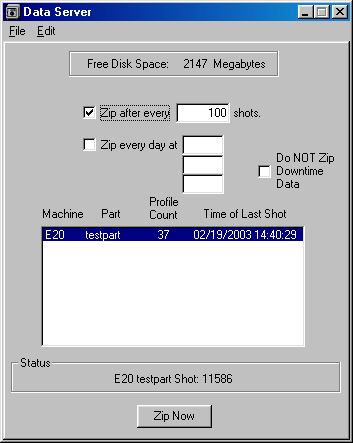 Data Server
File Edit
Free Disk Space: 2147 Megabytes
Zip after every 100 shots.
Zip every day at
Do NOT Zip
Downtime
Data
Machine Part Profile Count Time of Last Shot
E20 testpart 37 02/19/2003 14:40:29
Status
E20 testpart Shot: 11586
Zip Now